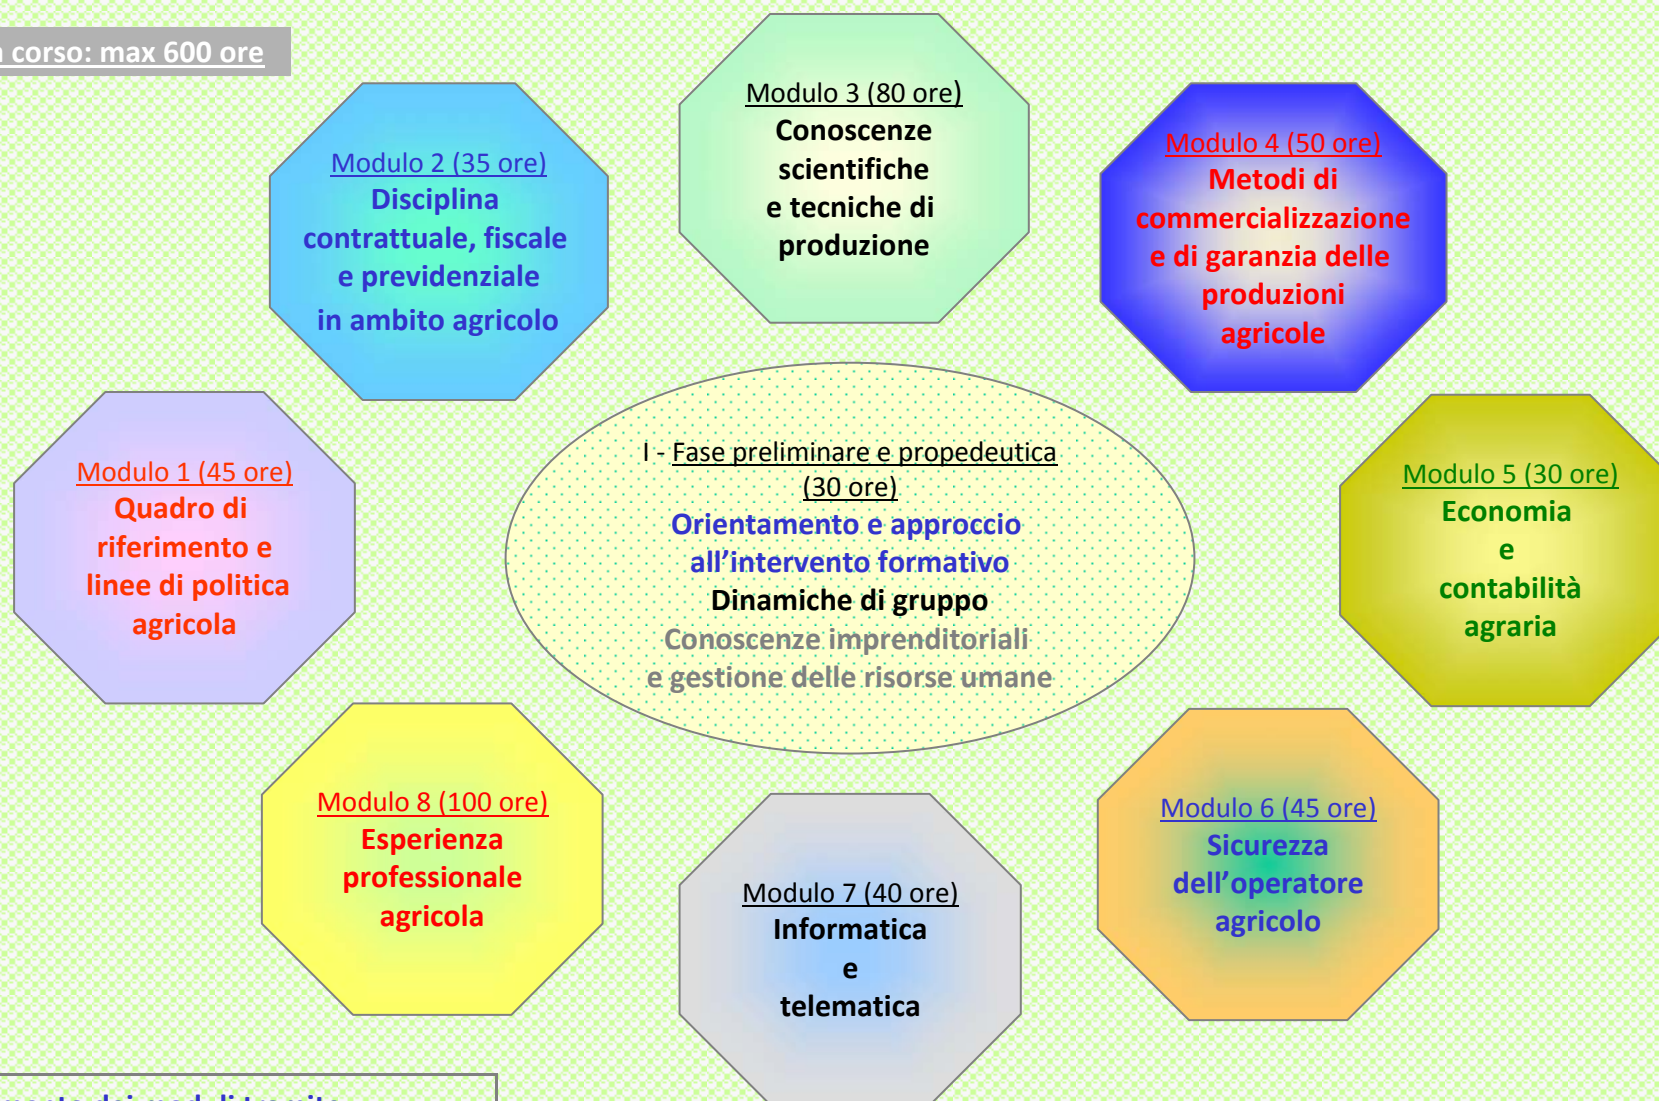 corso: max 600 ore
Modulo 3 (80 ore)
Conoscenze
scientifiche
e tecniche di
produzione
Modulo 2 (35 ore)
Disciplina
contrattuale, fiscale
e previdenziale
in ambito agricolo
Modulo 4 (50 ore)
Metodi di
commercializzazione
e di garanzia delle
produzioni
agricole
Modulo 1 (45 ore)
Quadro di
riferimento e
linee di politica
agricola
I - Fase preliminare e propedeutica
(30 ore)
Orientamento e approccio
all’intervento formativo
Dinamiche di gruppo
Conoscenze imprenditoriali
e gestione delle risorse umane
Modulo 5 (30 ore)
Economia
e
contabilità
agraria
Modulo 8 (100 ore)
Esperienza
professionale
agricola
Modulo 7 (40 ore)
Informatica
e
telematica
Modulo 6 (45 ore)
Sicurezza
dell’operatore
agricolo
dei moduli tramite